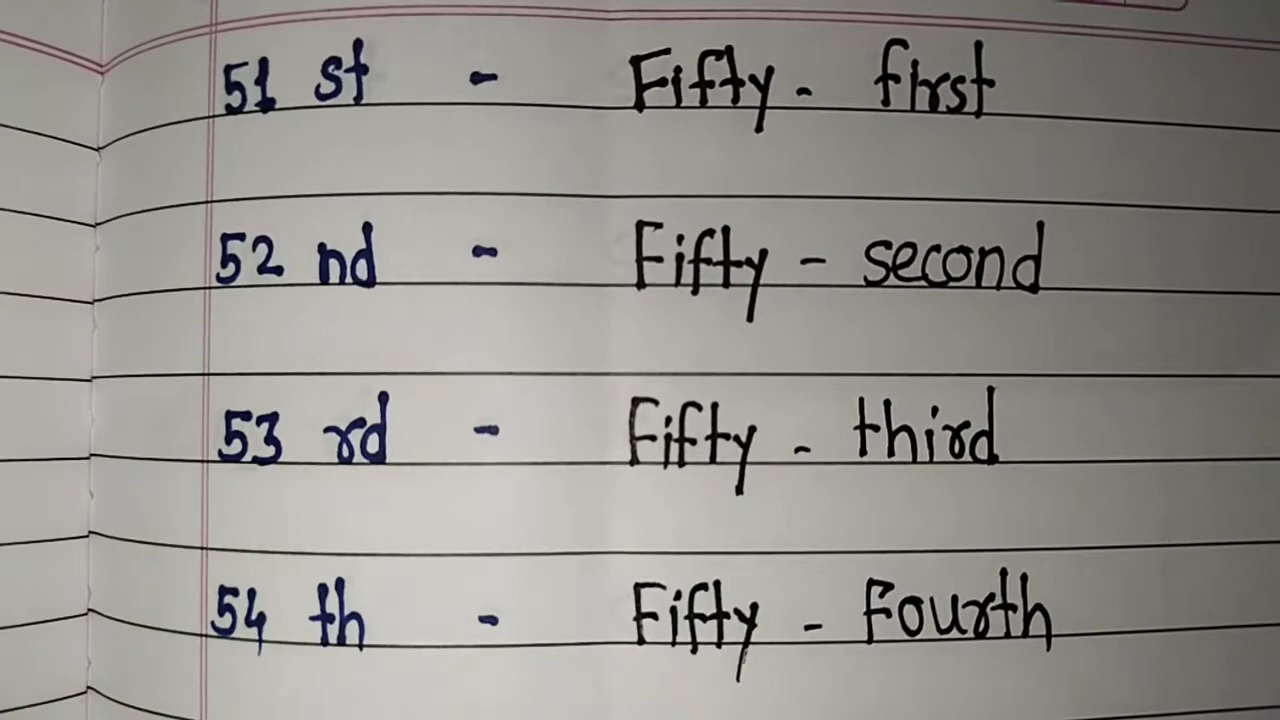 51 st - Fifty - first
52 nd - Fifty - second
53 rd - Fifty - third
54 th - Fifty - Fourth